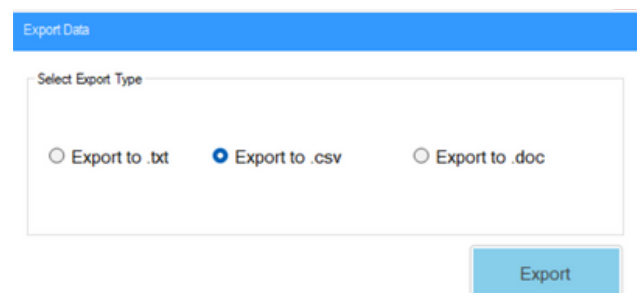 Export Data
Select Export Type
Export to .txt Export to .csv Export to .doc
Export